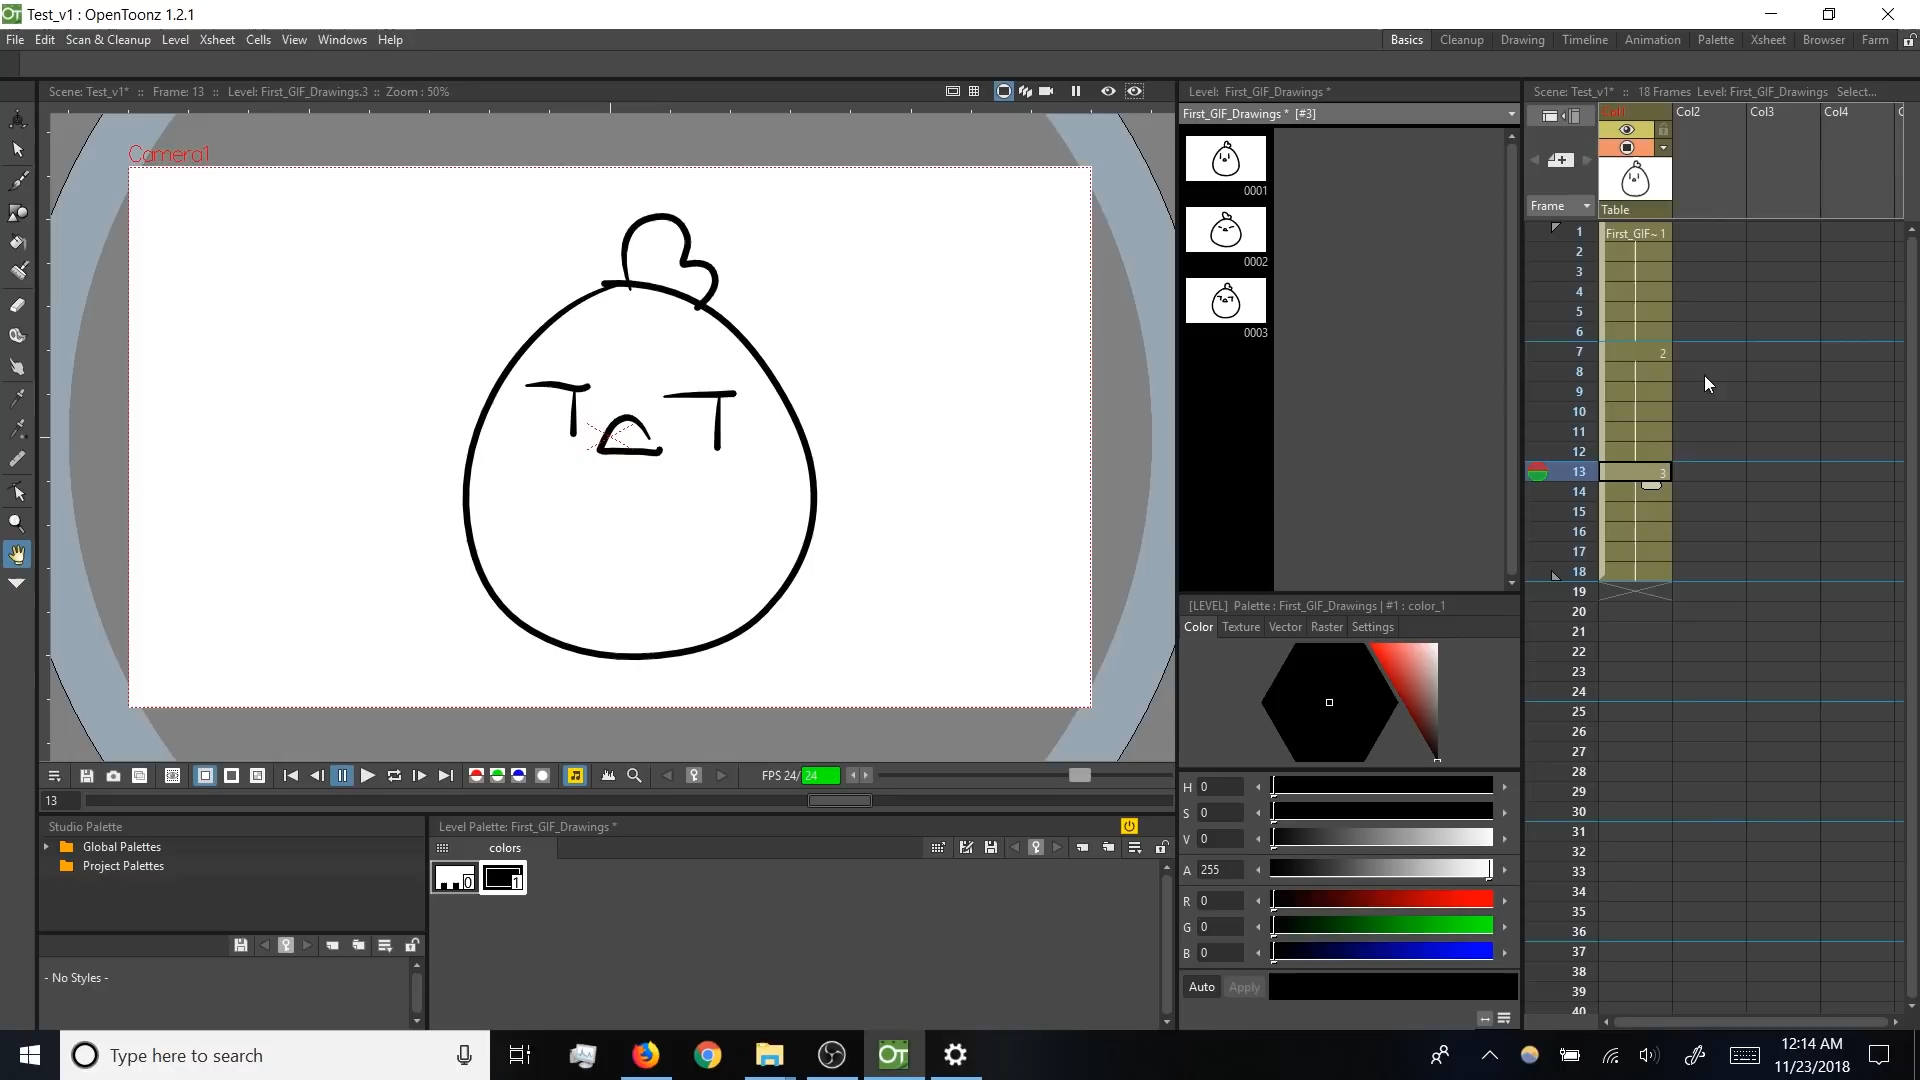 Test_v1 : OpenToonz 1.2.1
File Edit Scan & Cleanup Level Xsheet Cells View Windows Help
Basics Cleanup Drawing Timeline Animation Palette Xsheet Browser Farm
Scene: Test_v1* :: Frame: 13 :: Level: First_GIF_Drawings.3 :: Zoom : 50%
Camera1
Level: First_GIF_Drawings *
First_GIF_Drawings * [#3]
0001
0002
0003
Scene: Test_v1* :: 18 Frames Level: First_GIF_Drawings Select...
Col1 Col2 Col3 Col4
Frame
Table
1 First_GIF~ 1
2
3
4
5
6
7 2
8
9
10
11
12
13 3
14
15
16
17
18
19
20
21
22
23
24
25
26
27
28
29
30
31
32
33
34
35
36
37
38
39
40
FPS 24/24
13
[LEVEL] Palette : First_GIF_Drawings | #1 : color_1
Color Texture Vector Raster Settings
H 0
S 0
V 0
A 255
R 0
G 0
B 0
Auto Apply
Studio Palette
Global Palettes
Project Palettes
- No Styles -
Level Palette: First_GIF_Drawings *
colors
0 1
Type here to search
OT
12:14 AM
11/23/2018